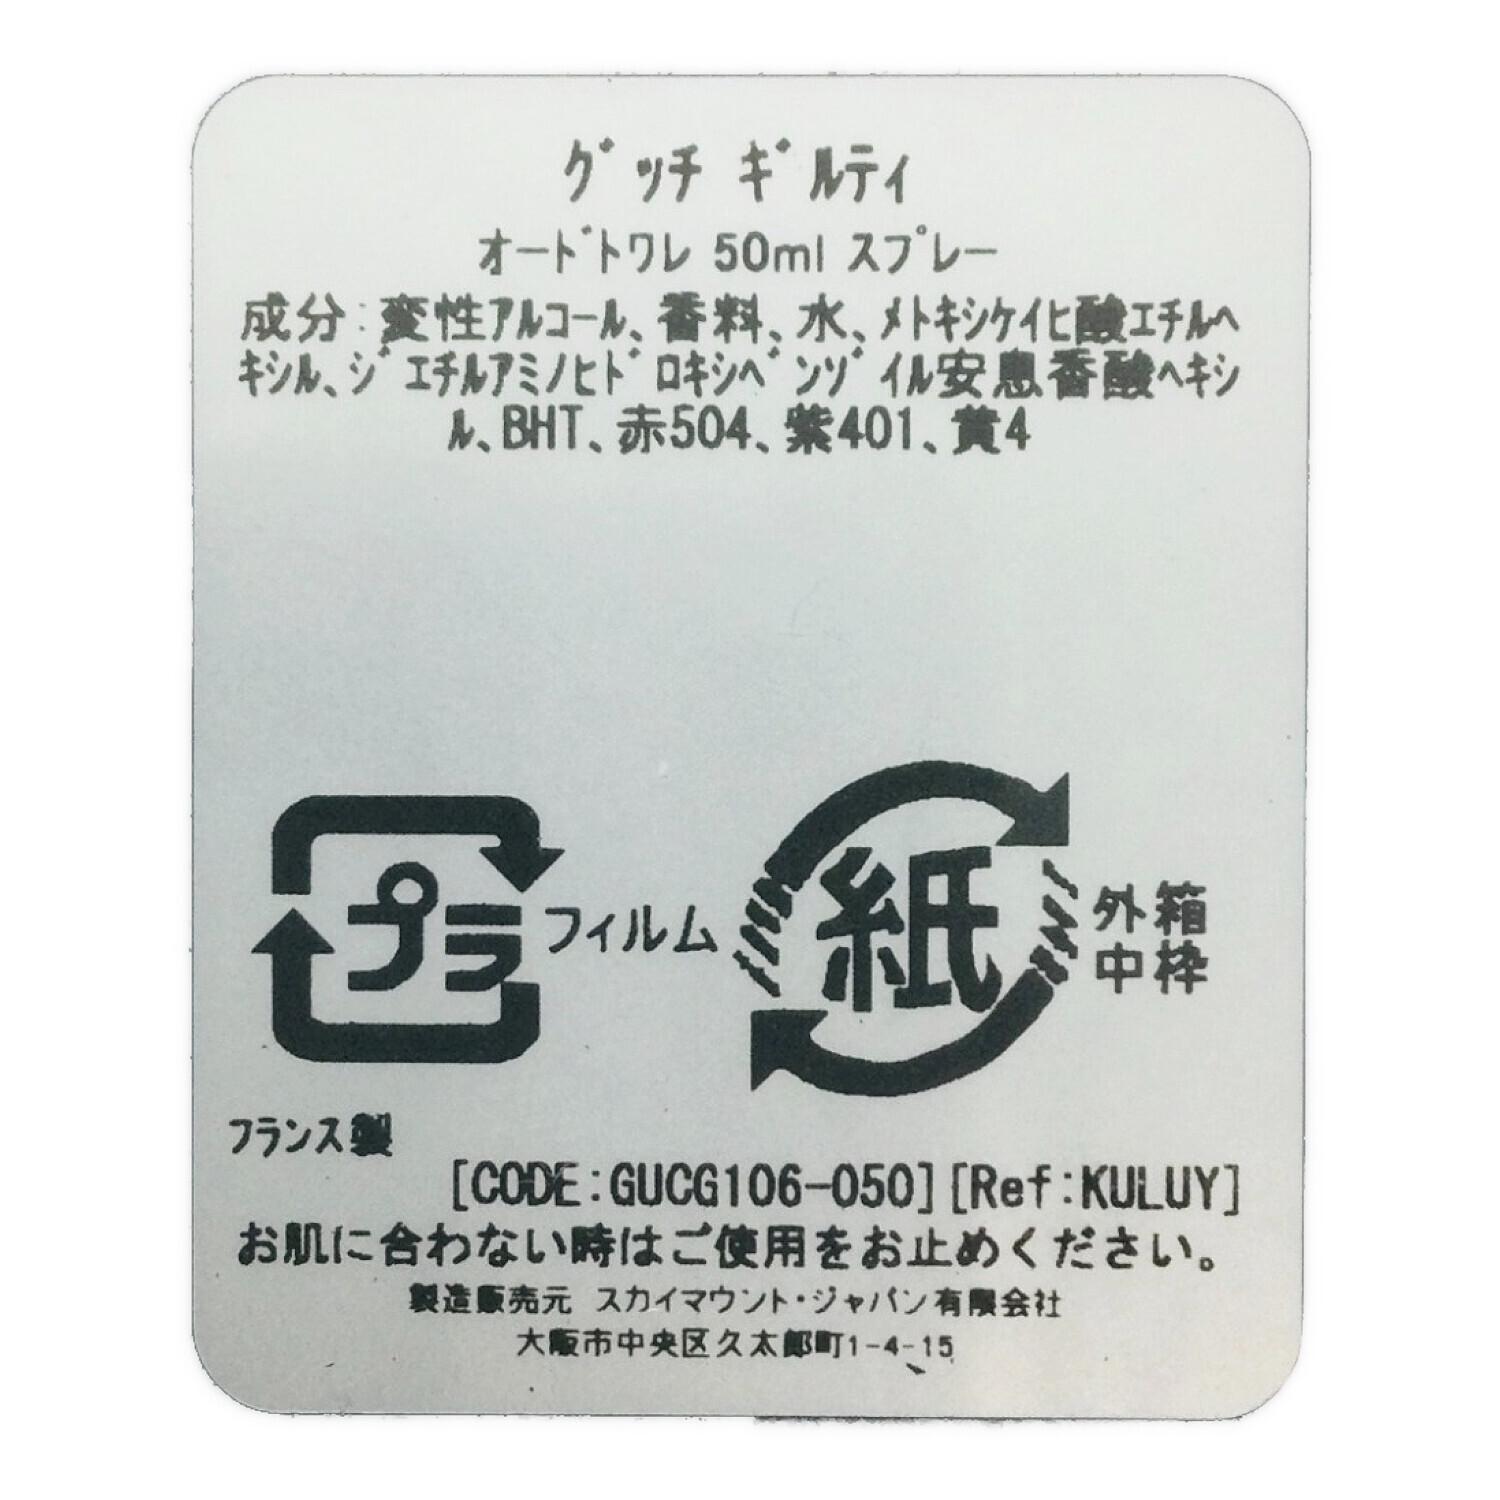 グッチ ギルティ
オードトワレ 50ml スプレー
成分:変性アルコール、香料、水、メトキシケイヒ酸エチルヘ
キシル、ジエチルアミノヒドロキシベンゾイル安息香酸ヘキシ
ル、BHT、赤504、紫401、黄4
プラ フィルム
紙 外箱
中枠
フランス製
[CODE:GUCG106-050][Ref:KULUY]
お肌に合わない時はご使用をお止めください。
製造販売元 スカイマウント・ジャパン有限会社
大阪市中央区久太郎町1-4-15